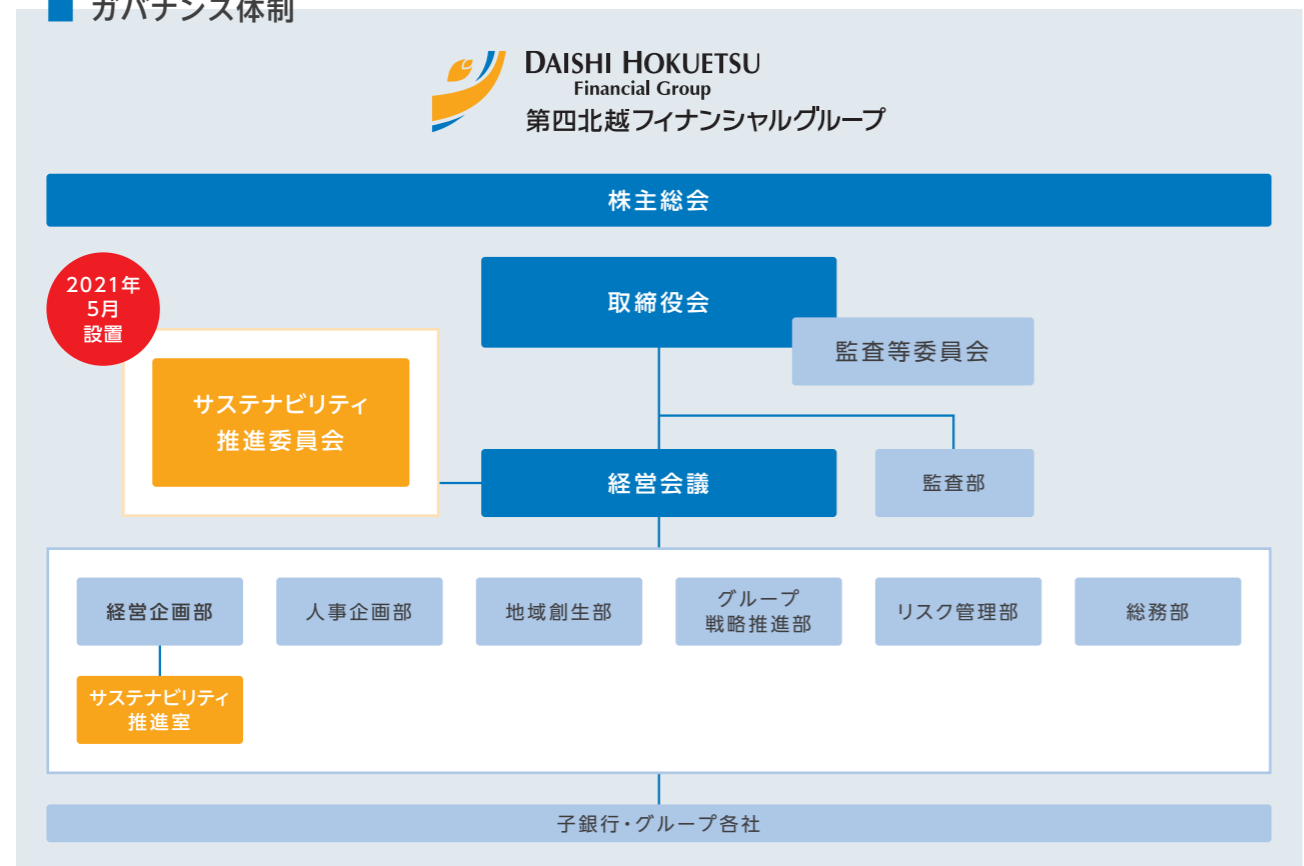 ガバナンス体制
DAISHI HOKUETSU
Financial Group
第四北越フィナンシャルグループ
株主総会
2021年
5月
設置
取締役会
監査等委員会
サステナビリティ
推進委員会
経営会議
監査部
経営企画部
人事企画部
地域創生部
グループ
戦略推進部
リスク管理部
総務部
サステナビリティ
推進室
子銀行・グループ各社